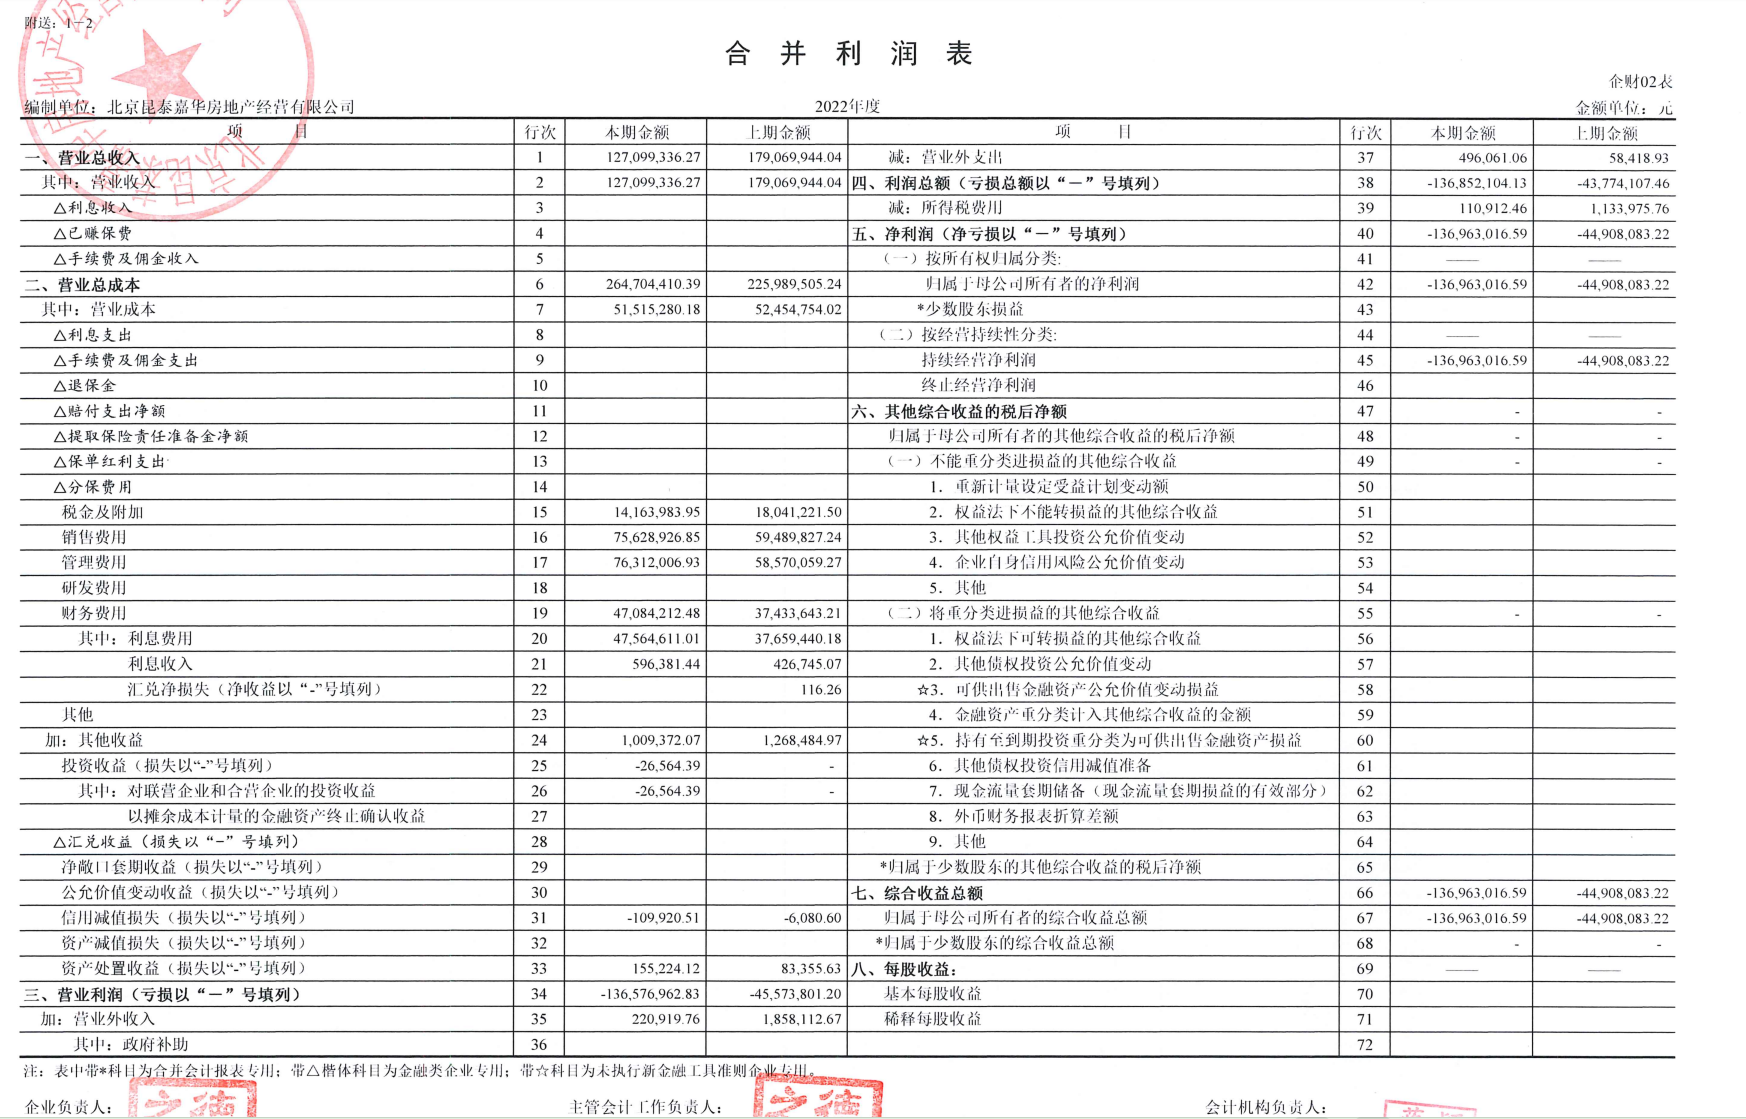 附送：1－2
合 并 利 润 表
企财02表
编制单位：北京昆泰嘉华房地产经营有限公司 2022年度 金额单位：元
项 目 行次 本期金额 上期金额 项 目 行次 本期金额 上期金额
一、营业总收入 1 127,099,336.27 179,069,944.04 减：营业外支出 37 496,061.06 58,418.93
其中：营业收入 2 127,099,336.27 179,069,944.04 四、利润总额（亏损总额以“－”号填列） 38 -136,852,104.13 -43,774,107.46
△利息收入 3 减：所得税费用 39 110,912.46 1,133,975.76
△已赚保费 4 五、净利润（净亏损以“－”号填列） 40 -136,963,016.59 -44,908,083.22
△手续费及佣金收入 5 （一）按所有权归属分类: 41 —— ——
二、营业总成本 6 264,704,410.39 225,989,505.24 归属于母公司所有者的净利润 42 -136,963,016.59 -44,908,083.22
其中：营业成本 7 51,515,280.18 52,454,754.02 *少数股东损益 43
△利息支出 8 （二）按经营持续性分类: 44 —— ——
△手续费及佣金支出 9 持续经营净利润 45 -136,963,016.59 -44,908,083.22
△退保金 10 终止经营净利润 46
△赔付支出净额 11 六、其他综合收益的税后净额 47 - -
△提取保险责任准备金净额 12 归属于母公司所有者的其他综合收益的税后净额 48 - -
△保单红利支出 13 （一）不能重分类进损益的其他综合收益 49 - -
△分保费用 14 1．重新计量设定受益计划变动额 50
税金及附加 15 14,163,983.95 18,041,221.50 2．权益法下不能转损益的其他综合收益 51
销售费用 16 75,628,926.85 59,489,827.24 3．其他权益工具投资公允价值变动 52
管理费用 17 76,312,006.93 58,570,059.27 4．企业自身信用风险公允价值变动 53
研发费用 18 5．其他 54
财务费用 19 47,084,212.48 37,433,643.21 （二）将重分类进损益的其他综合收益 55 - -
其中：利息费用 20 47,564,611.01 37,659,440.18 1．权益法下可转损益的其他综合收益 56
利息收入 21 596,381.44 426,745.07 2．其他债权投资公允价值变动 57
汇兑净损失（净收益以“-”号填列） 22 116.26 ☆3．可供出售金融资产公允价值变动损益 58
其他 23 4．金融资产重分类计入其他综合收益的金额 59
加：其他收益 24 1,009,372.07 1,268,484.97 ☆5．持有至到期投资重分类为可供出售金融资产损益 60
投资收益（损失以“-”号填列） 25 -26,564.39 - 6．其他债权投资信用减值准备 61
其中：对联营企业和合营企业的投资收益 26 -26,564.39 - 7．现金流量套期储备（现金流量套期损益的有效部分） 62
以摊余成本计量的金融资产终止确认收益 27 8．外币财务报表折算差额 63
△汇兑收益（损失以“－”号填列） 28 9．其他 64
净敞口套期收益（损失以“-”号填列） 29 *归属于少数股东的其他综合收益的税后净额 65
公允价值变动收益（损失以“-”号填列） 30 七、综合收益总额 66 -136,963,016.59 -44,908,083.22
信用减值损失（损失以“-”号填列） 31 -109,920.51 -6,080.60 归属于母公司所有者的综合收益总额 67 -136,963,016.59 -44,908,083.22
资产减值损失（损失以“-”号填列） 32 *归属于少数股东的综合收益总额 68 - -
资产处置收益（损失以“-”号填列） 33 155,224.12 83,355.63 八、每股收益： 69 —— ——
三、营业利润（亏损以“－”号填列） 34 -136,576,962.83 -45,573,801.20 基本每股收益 70
加：营业外收入 35 220,919.76 1,858,112.67 稀释每股收益 71
其中：政府补助 36 72
注：表中带*科目为合并会计报表专用；带△楷体科目为金融类企业专用；带☆科目为未执行新金融工具准则企业专用。
企业负责人： 主管会计工作负责人： 会计机构负责人：